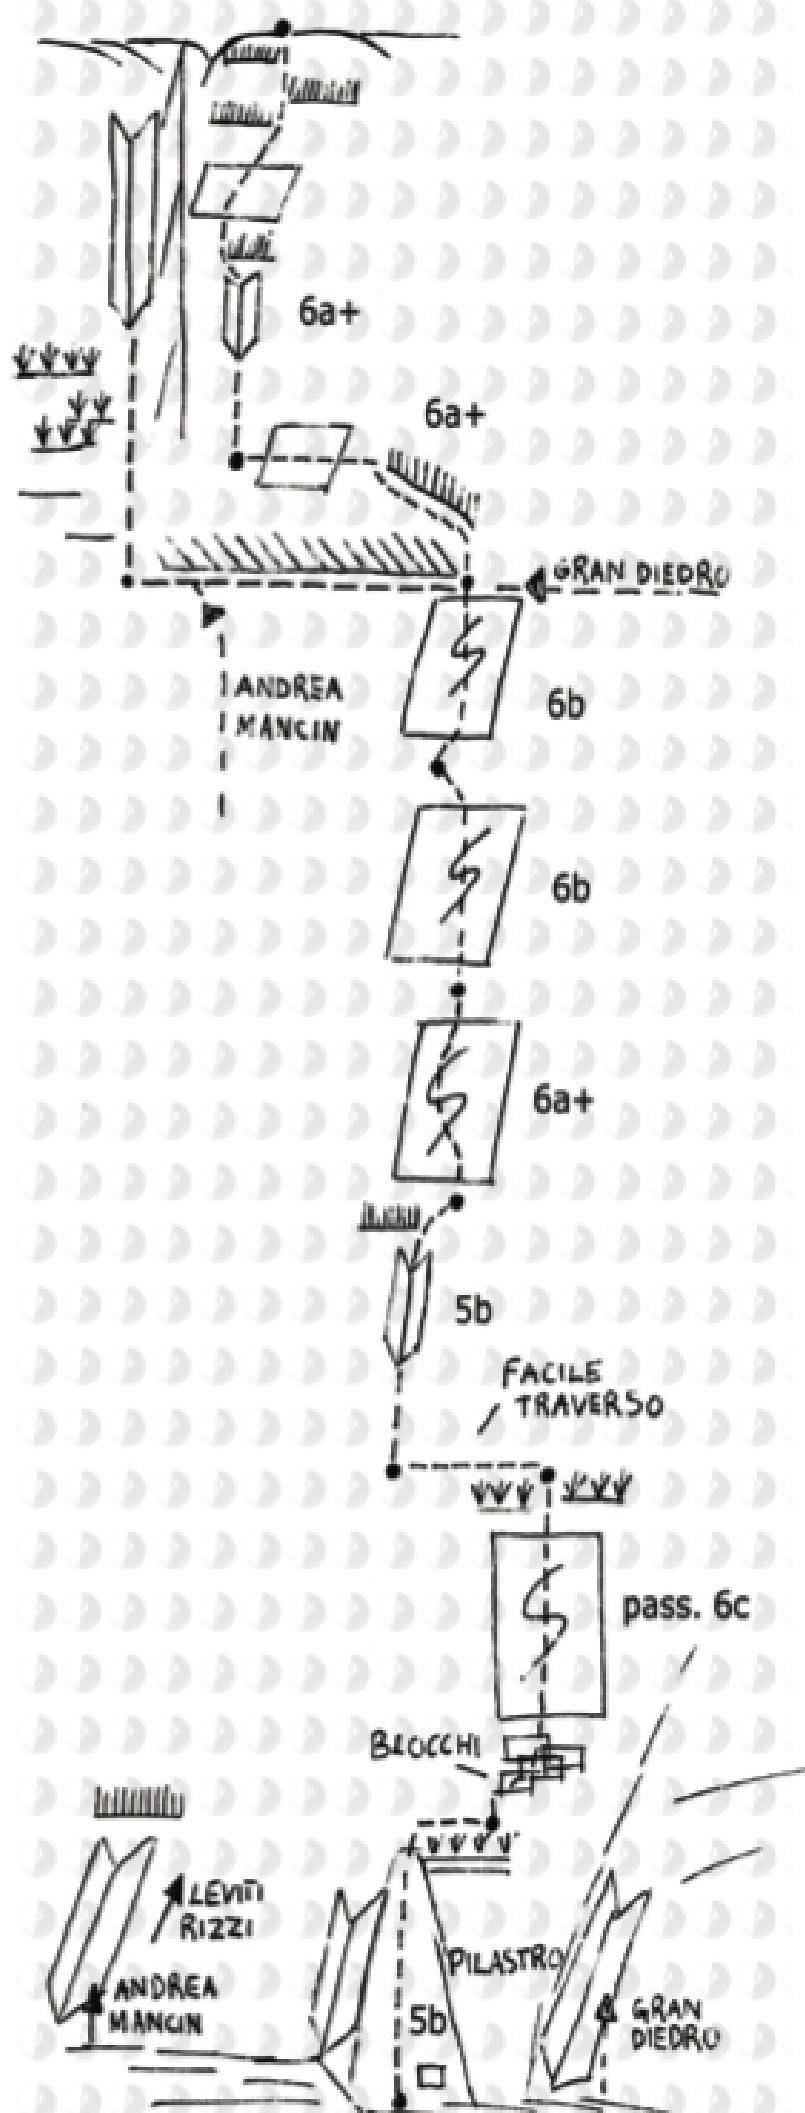 6a+
6a+
GRAN DIEDRO
ANDREA
MANCIN
6b
6b
6a+
5b
FACILE
TRAVERSO
pass. 6c
BLOCCHI
LEVITI
RIZZI
PILASTRO
ANDREA
MANCIN
5b
GRAN
DIEDRO